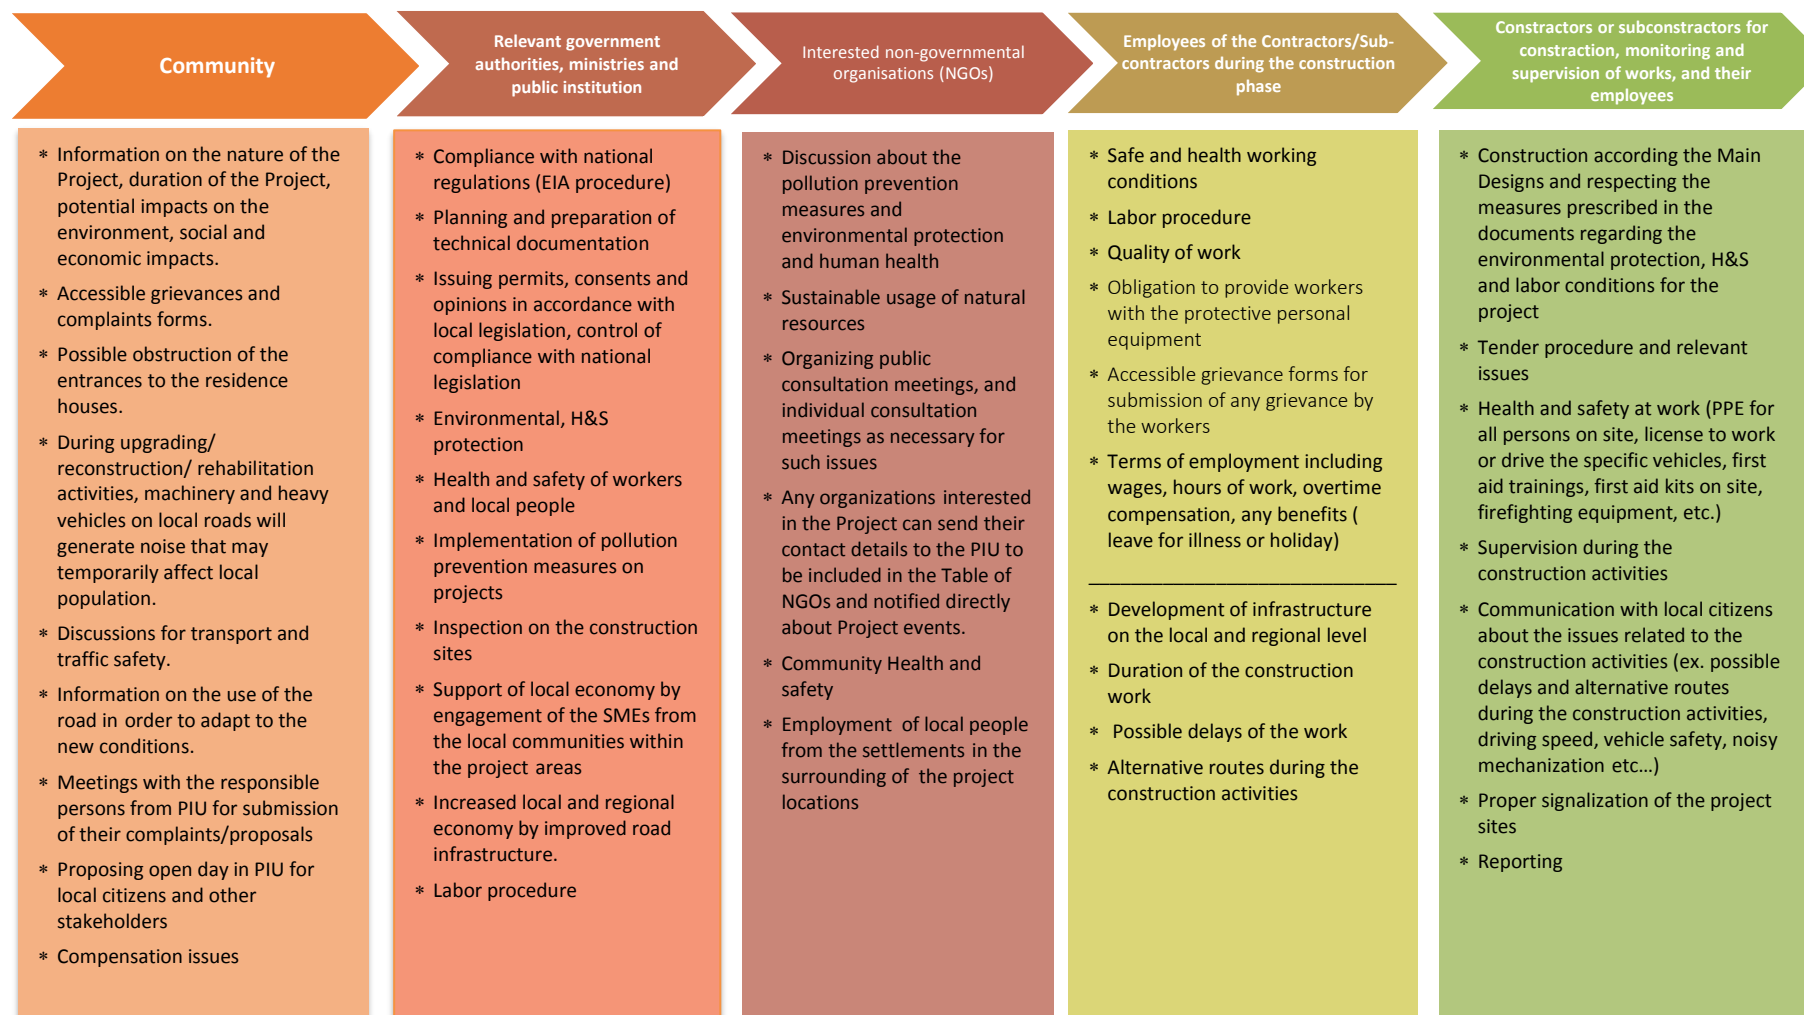 Community
Relevant government
authorities, ministries and
public institution
Interested non-governmental
organisations (NGOs)
Employees of the Contractors/Sub-
contractors during the construction
phase
Constractors or subconstractors for
constraction, monitoring and
supervision of works, and their
employees
* Information on the nature of the
Project, duration of the Project,
potential impacts on the
environment, social and
economic impacts.
* Accessible grievances and
complaints forms.
* Possible obstruction of the
entrances to the residence
houses.
* During upgrading/
reconstruction/ rehabilitation
activities, machinery and heavy
vehicles on local roads will
generate noise that may
temporarily affect local
population.
* Discussions for transport and
traffic safety.
* Information on the use of the
road in order to adapt to the
new conditions.
* Meetings with the responsible
persons from PIU for submission
of their complaints/proposals
* Proposing open day in PIU for
local citizens and other
stakeholders
* Compensation issues
* Compliance with national
regulations (EIA procedure)
* Planning and preparation of
technical documentation
* Issuing permits, consents and
opinions in accordance with
local legislation, control of
compliance with national
legislation
* Environmental, H&S
protection
* Health and safety of workers
and local people
* Implementation of pollution
prevention measures on
projects
* Inspection on the construction
sites
* Support of local economy by
engagement of the SMEs from
the local communities within
the project areas
* Increased local and regional
economy by improved road
infrastructure.
* Labor procedure
* Discussion about the
pollution prevention
measures and
environmental protection
and human health
* Sustainable usage of natural
resources
* Organizing public
consultation meetings, and
individual consultation
meetings as necessary for
such issues
* Any organizations interested
in the Project can send their
contact details to the PIU to
be included in the Table of
NGOs and notified directly
about Project events.
* Community Health and
safety
* Employment of local people
from the settlements in the
surrounding of the project
locations
* Safe and health working
conditions
* Labor procedure
* Quality of work
* Obligation to provide workers
with the protective personal
equipment
* Accessible grievance forms for
submission of any grievance by
the workers
* Terms of employment including
wages, hours of work, overtime
compensation, any benefits (
leave for illness or holiday)
* Development of infrastructure
on the local and regional level
* Duration of the construction
work
* Possible delays of the work
* Alternative routes during the
construction activities
* Construction according the Main
Designs and respecting the
measures prescribed in the
documents regarding the
environmental protection, H&S
and labor conditions for the
project
* Tender procedure and relevant
issues
* Health and safety at work (PPE for
all persons on site, license to work
or drive the specific vehicles, first
aid trainings, first aid kits on site,
firefighting equipment, etc.)
* Supervision during the
construction activities
* Communication with local citizens
about the issues related to the
construction activities (ex. possible
delays and alternative routes
during the construction activities,
driving speed, vehicle safety, noisy
mechanization etc...)
* Proper signalization of the project
sites
* Reporting